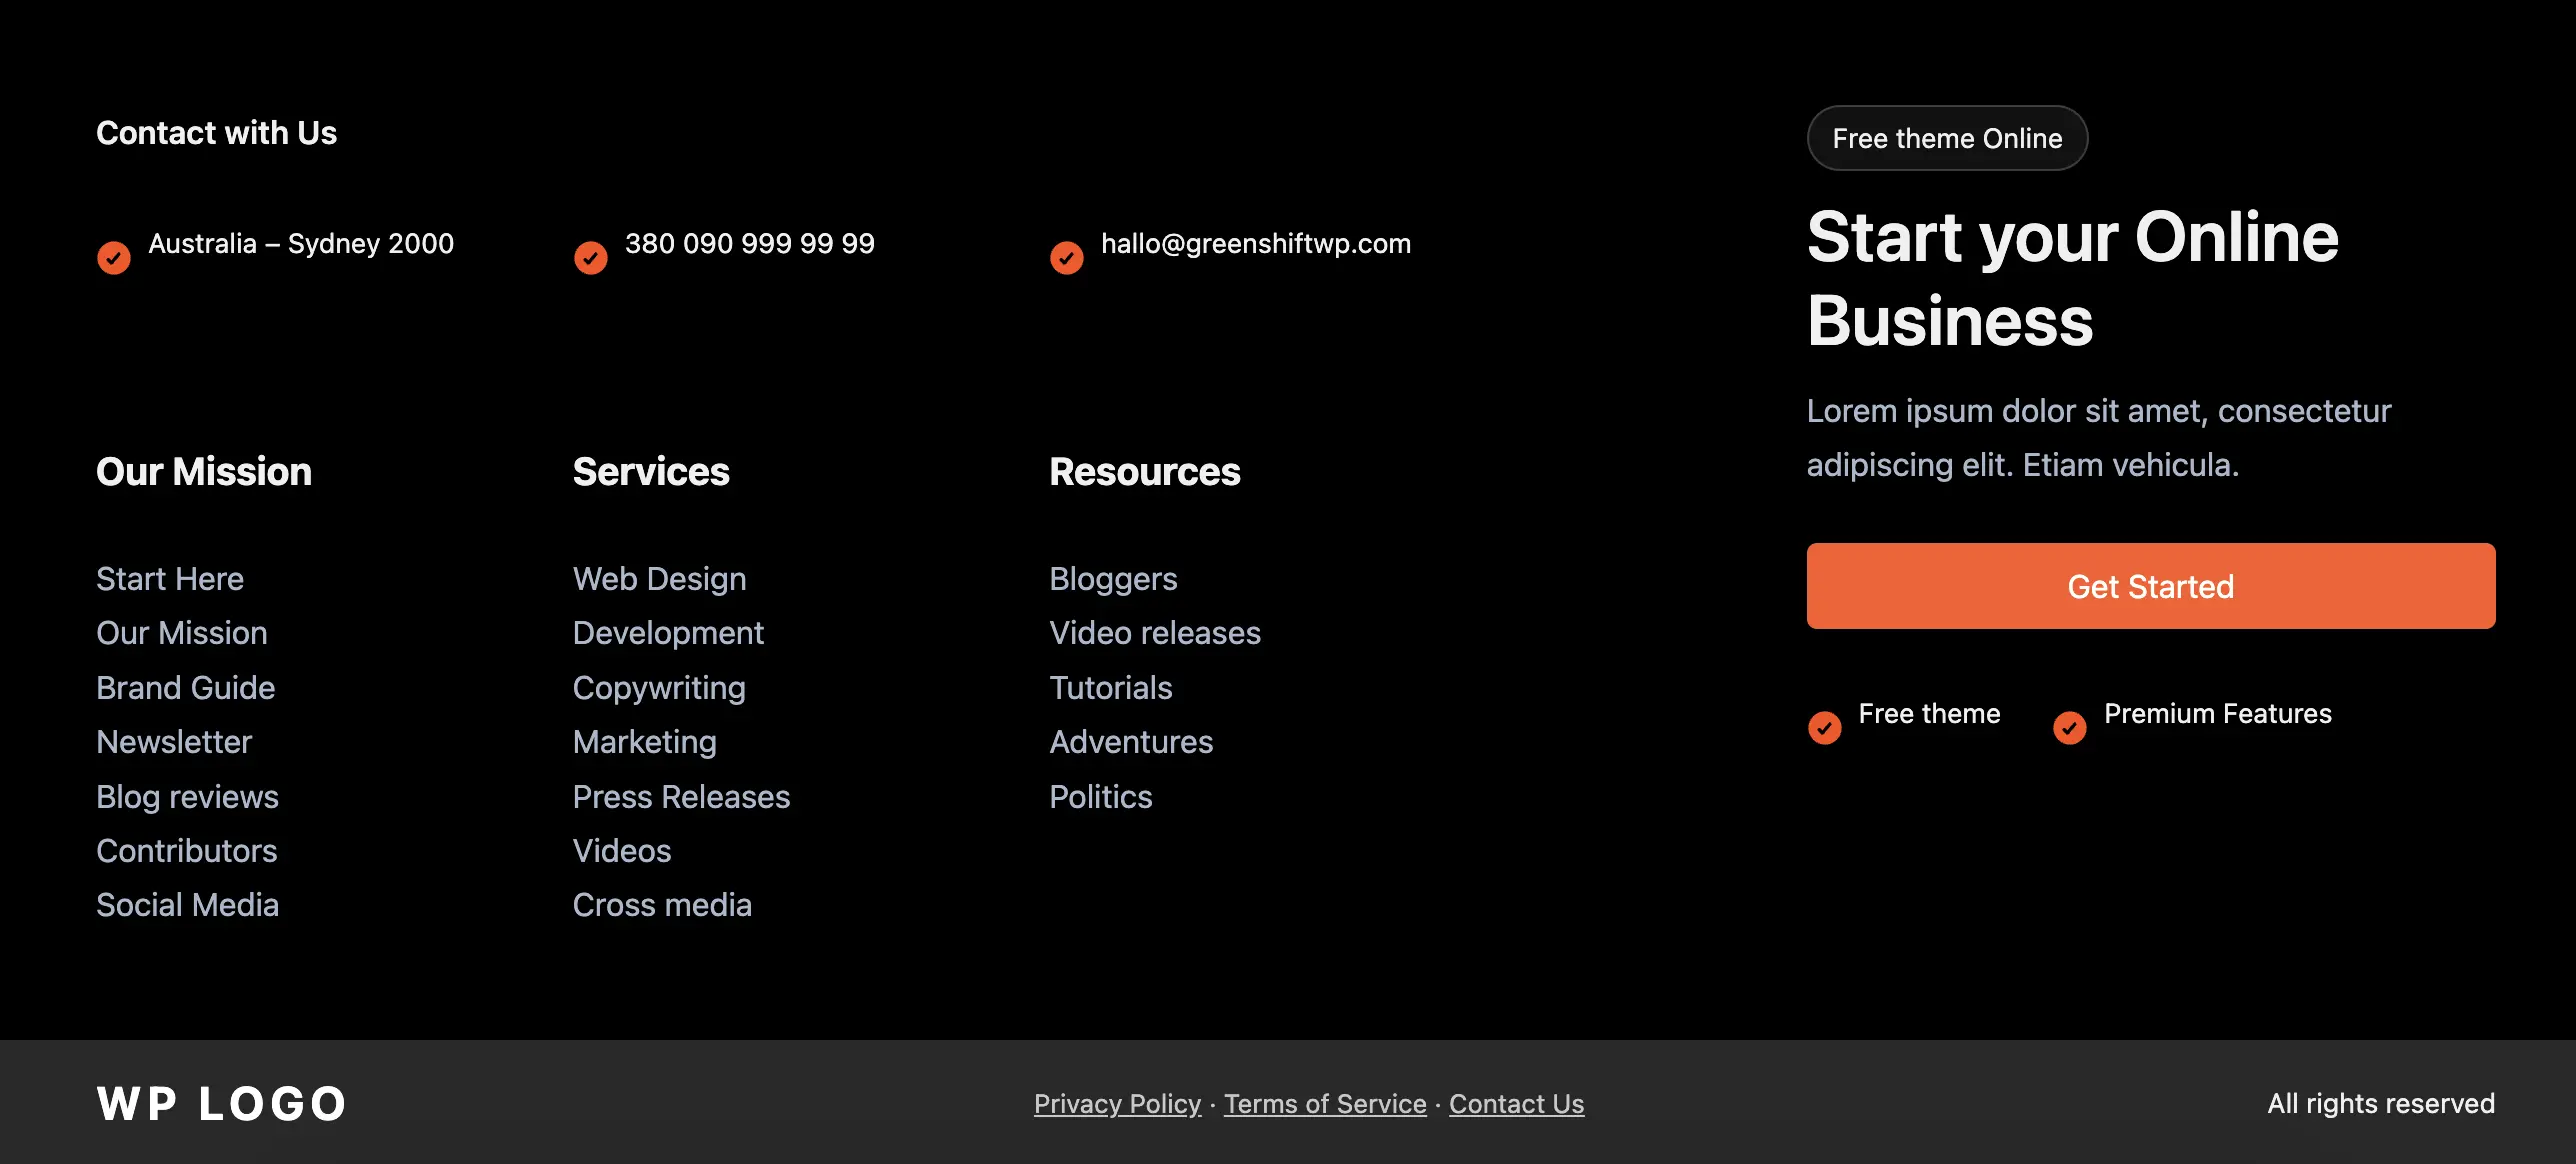 Contact with Us
Australia – Sydney 2000
380 090 999 99 99
hallo@greenshiftwp.com
Our Mission
Start Here
Our Mission
Brand Guide
Newsletter
Blog reviews
Contributors
Social Media
Services
Web Design
Development
Copywriting
Marketing
Press Releases
Videos
Cross media
Resources
Bloggers
Video releases
Tutorials
Adventures
Politics
Free theme Online
Start your Online
Business
Lorem ipsum dolor sit amet, consectetur
adipiscing elit. Etiam vehicula.
Get Started
Free theme
Premium Features
WP LOGO
Privacy Policy · Terms of Service · Contact Us
All rights reserved